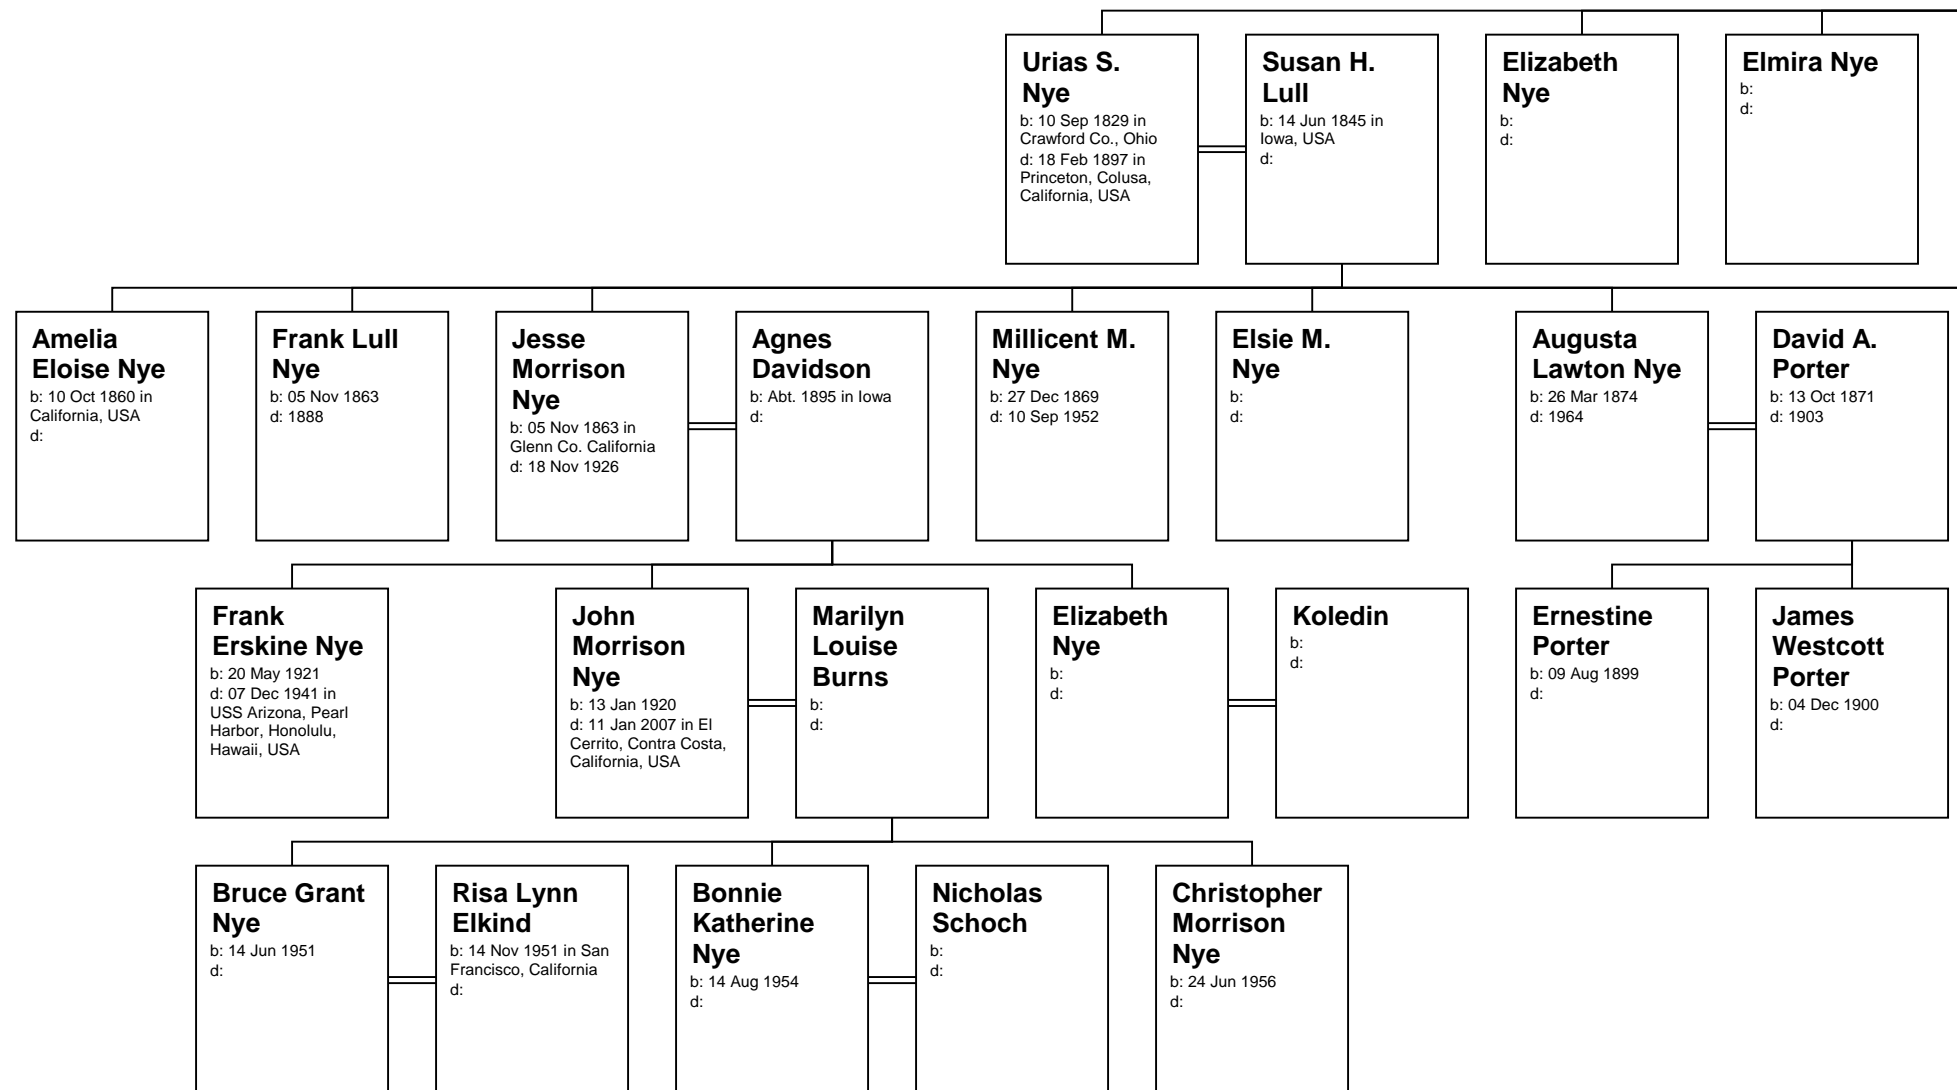 Urias S.
Nye
b: 10 Sep 1829 in
Crawford Co., Ohio
d: 18 Feb 1897 in
Princeton, Colusa,
California, USA
Susan H.
Lull
b: 14 Jun 1845 in
Iowa, USA
d:
Elizabeth
Nye
b:
d:
Elmira Nye
b:
d:
Amelia
Eloise Nye
b: 10 Oct 1860 in
California, USA
d:
Frank Lull
Nye
b: 05 Nov 1863
d: 1888
Jesse
Morrison
Nye
b: 05 Nov 1863 in
Glenn Co. California
d: 18 Nov 1926
Agnes
Davidson
b: Abt. 1895 in Iowa
d:
Millicent M.
Nye
b: 27 Dec 1869
d: 10 Sep 1952
Elsie M.
Nye
b:
d:
Augusta
Lawton Nye
b: 26 Mar 1874
d: 1964
David A.
Porter
b: 13 Oct 1871
d: 1903
Frank
Erskine Nye
b: 20 May 1921
d: 07 Dec 1941 in
USS Arizona, Pearl
Harbor, Honolulu,
Hawaii, USA
John
Morrison
Nye
b: 13 Jan 1920
d: 11 Jan 2007 in El
Cerrito, Contra Costa,
California, USA
Marilyn
Louise
Burns
b:
d:
Elizabeth
Nye
b:
d:
Koledin
b:
d:
Ernestine
Porter
b: 09 Aug 1899
d:
James
Westcott
Porter
b: 04 Dec 1900
d:
Bruce Grant
Nye
b: 14 Jun 1951
d:
Risa Lynn
Elkind
b: 14 Nov 1951 in San
Francisco, California
d:
Bonnie
Katherine
Nye
b: 14 Aug 1954
d:
Nicholas
Schoch
b:
d:
Christopher
Morrison
Nye
b: 24 Jun 1956
d: